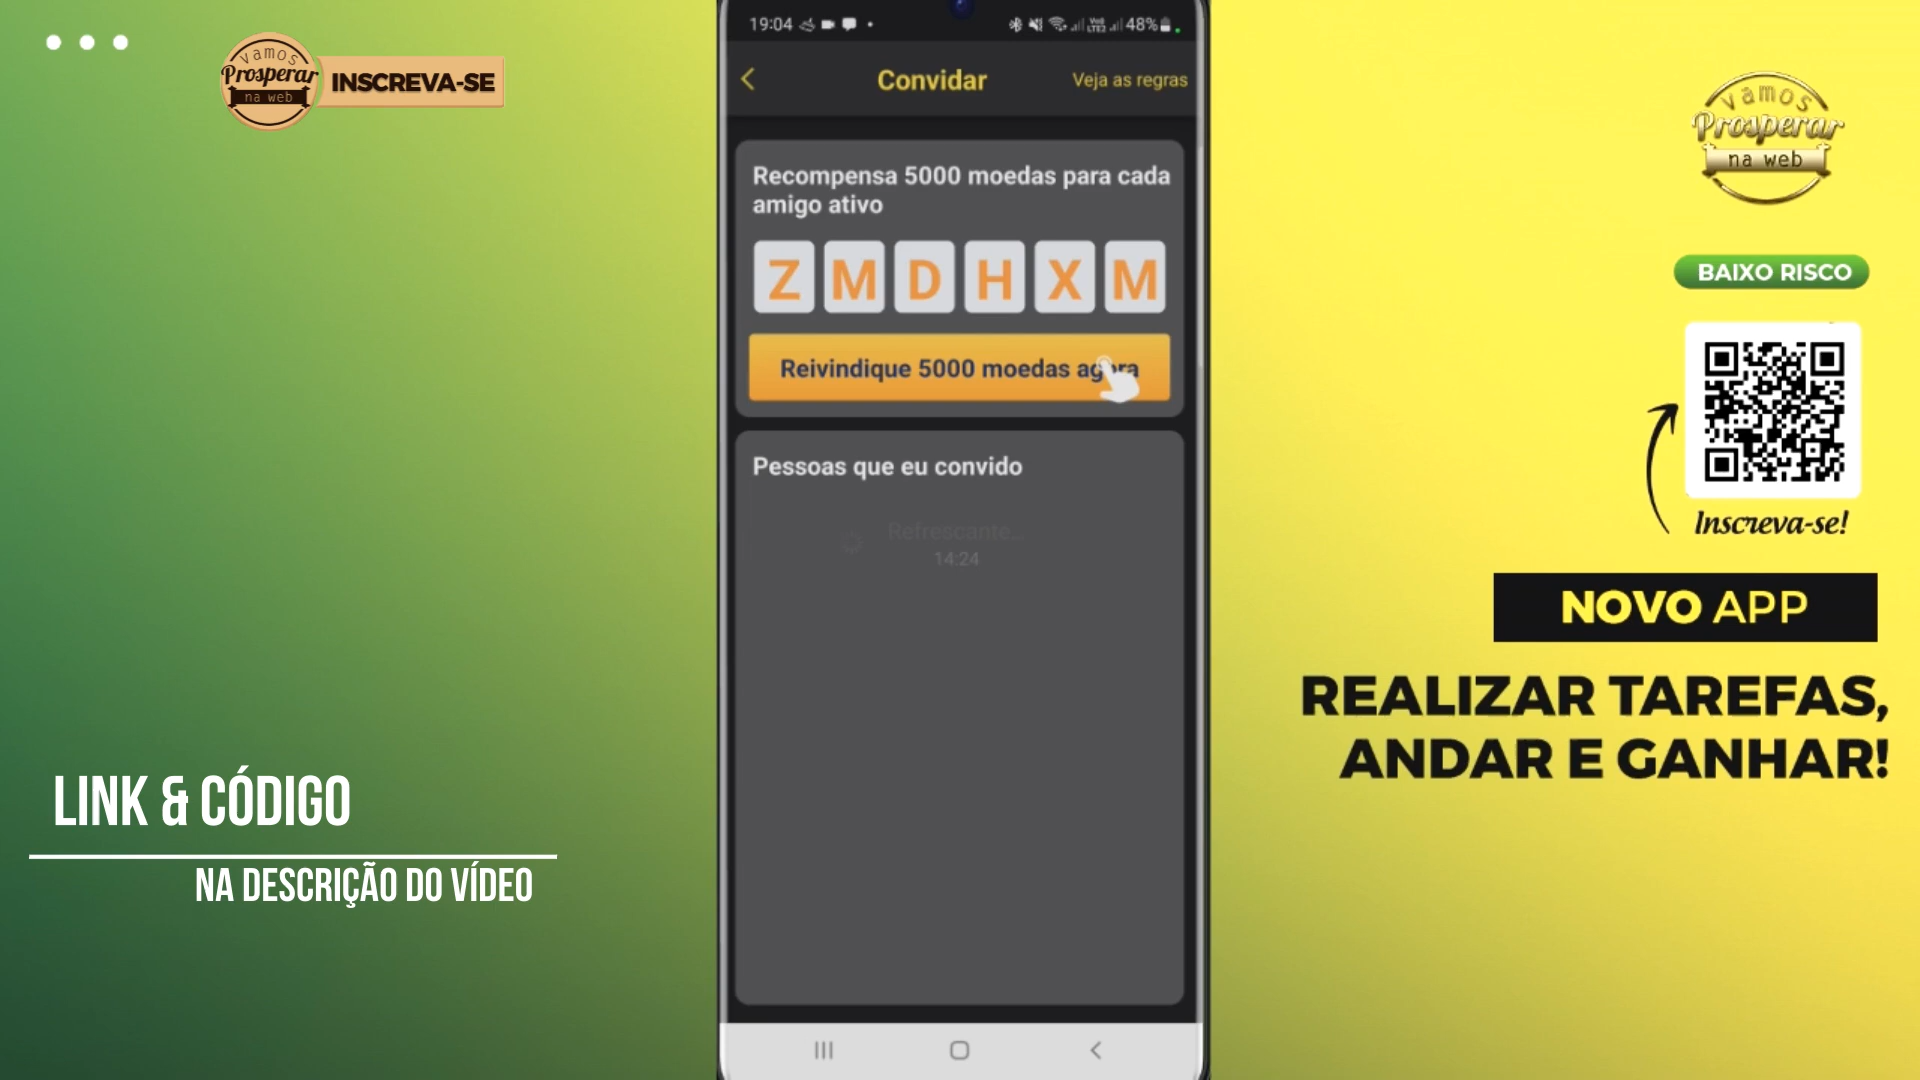 vamos
Prosperar
na web
INSCREVA-SE
19:04
48%
Convidar
Veja as regras
Recompensa 5000 moedas para cada
amigo ativo
Z M D H X M
Reivindique 5000 moedas agora
Pessoas que eu convido
Refrescante...
14:24
LINK & CÓDIGO
NA DESCRIÇÃO DO VÍDEO
vamos
Prosperar
na web
BAIXO RISCO
Inscreva-se!
NOVO APP
REALIZAR TAREFAS,
ANDAR E GANHAR!